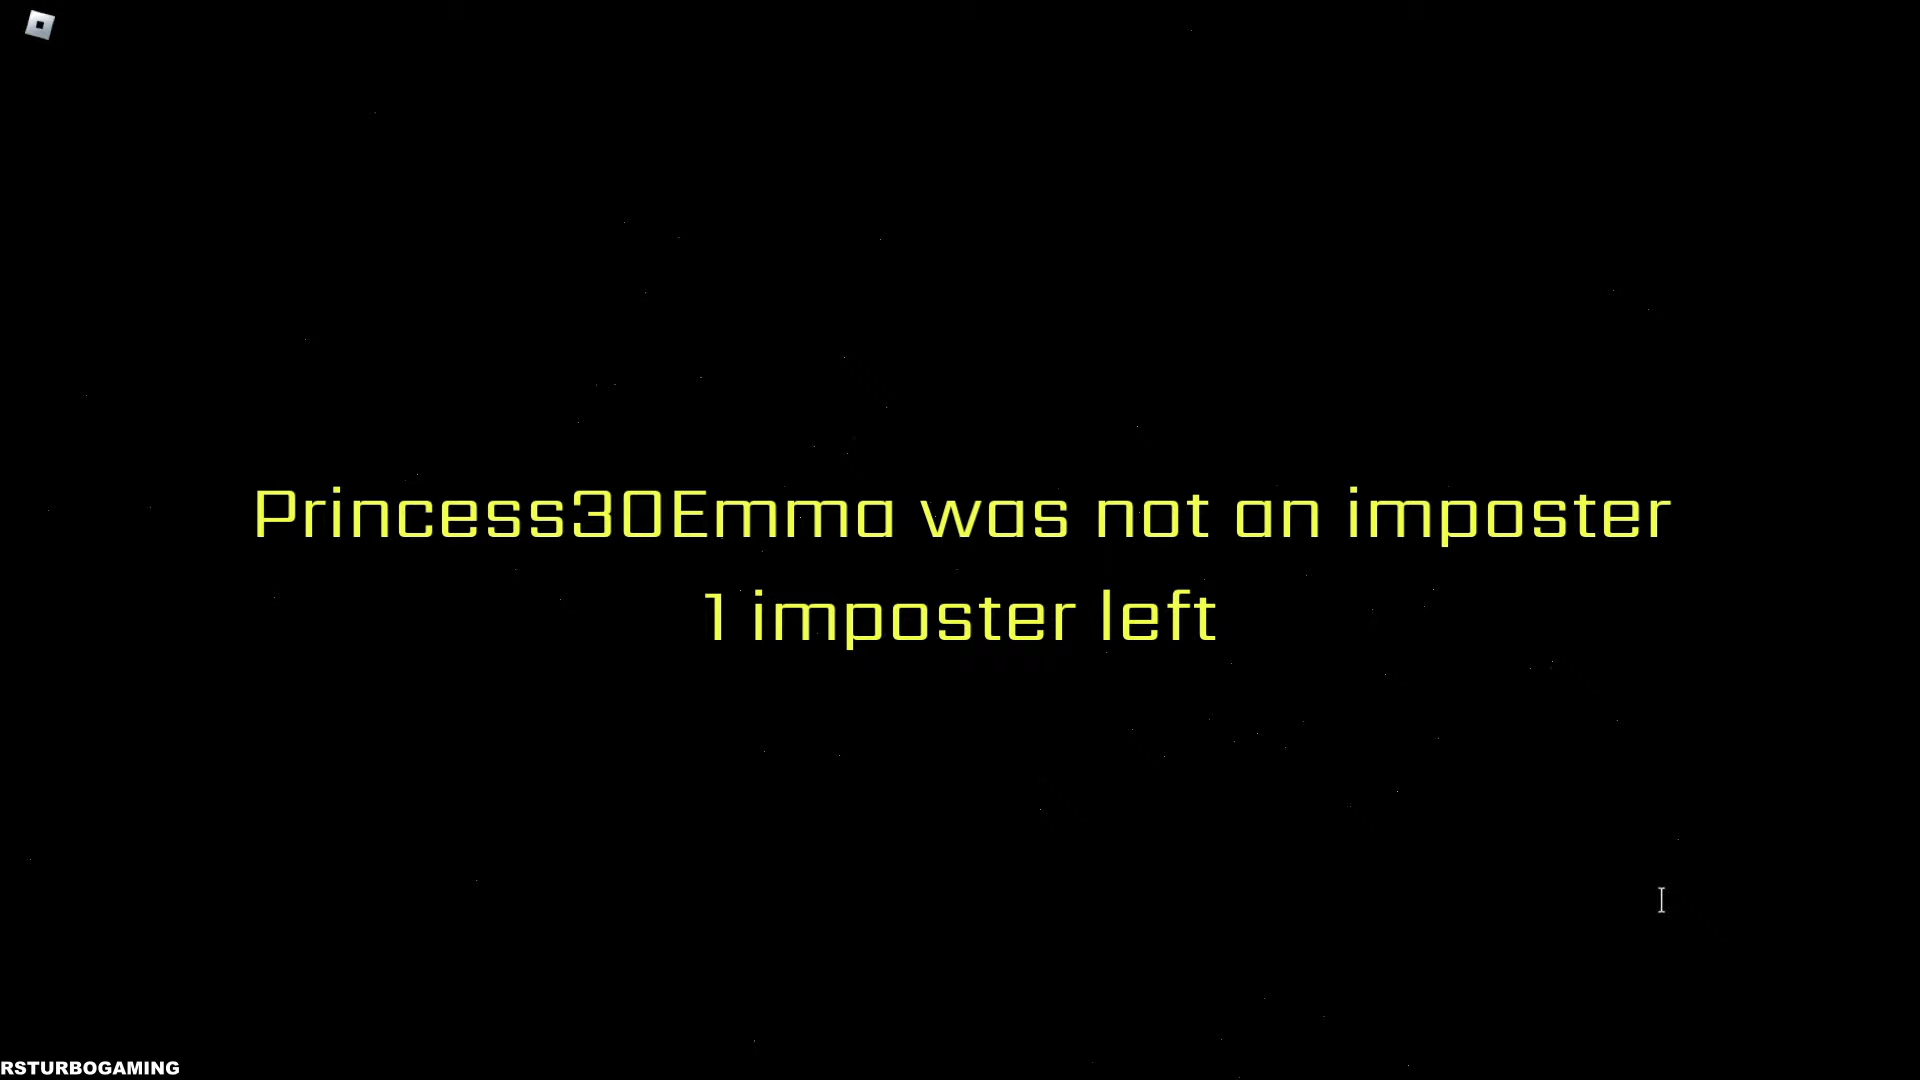 Princess30Emma was not an imposter
1 imposter left
RSTURBOGAMING